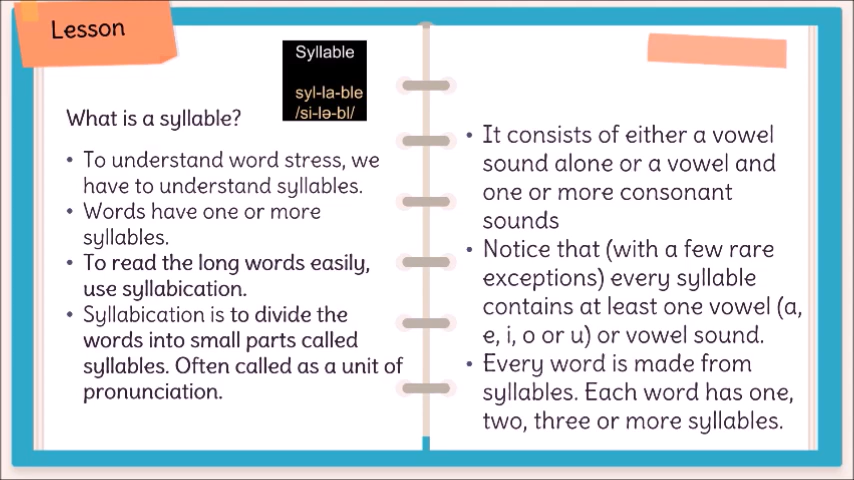 Lesson
Syllable
syl-la-ble
/si-lə-bl/
What is a syllable?
• To understand word stress, we
have to understand syllables.
• Words have one or more
syllables.
• To read the long words easily,
use syllabication.
• Syllabication is to divide the
words into small parts called
syllables. Often called as a unit of
pronunciation.
• It consists of either a vowel
sound alone or a vowel and
one or more consonant
sounds
• Notice that (with a few rare
exceptions) every syllable
contains at least one vowel (a,
e, i, o or u) or vowel sound.
• Every word is made from
syllables. Each word has one,
two, three or more syllables.